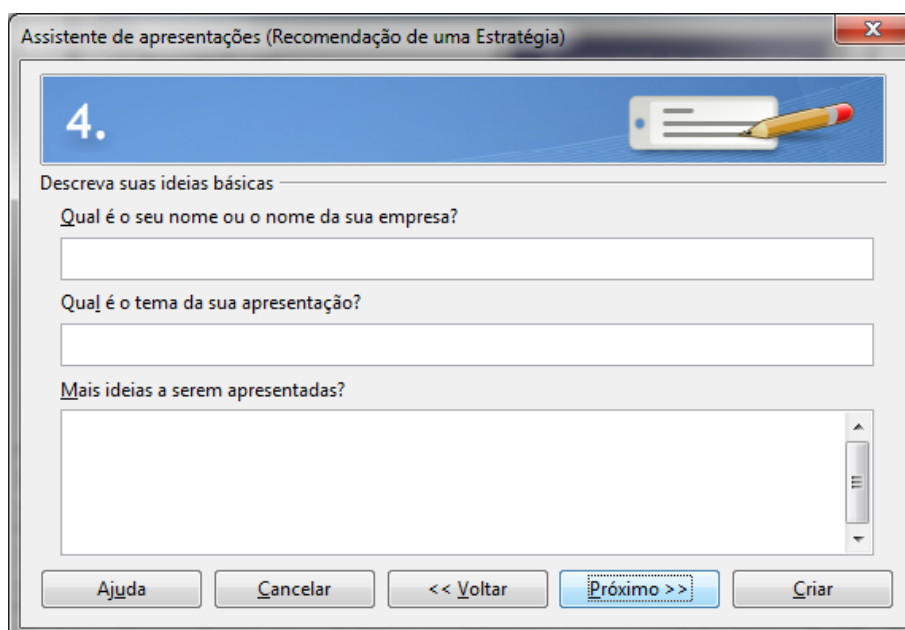 Assistente de apresentações (Recomendação de uma Estratégia)
4.
Descreva suas ideias básicas
Qual é o seu nome ou o nome da sua empresa?
Qual é o tema da sua apresentação?
Mais ideias a serem apresentadas?
Ajuda
Cancelar
<< Voltar
Próximo >>
Criar